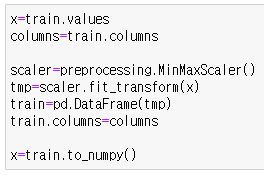 x=train.values
columns=train.columns
scaler=preprocessing.MinMaxScaler()
tmp=scaler.fit_transform(x)
train=pd.DataFrame(tmp)
train.columns=columns
x=train.to_numpy()